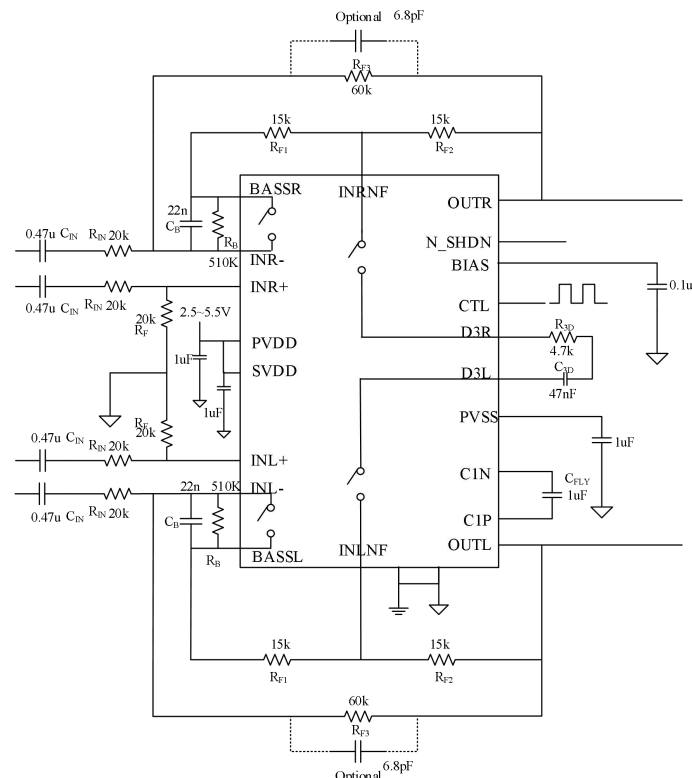 Optional 6.8pF
RF3
60k
15k 15k
RF1 RF2
BASSR INRNF
22n
CB
RB
OUTR
0.47u CIN RIN 20k
510K
INR-
N_SHDN
BIAS
INR+
0.47u CIN RIN 20k
0.1u
20k
RF
2.5~5.5V
CTL
R3D
D3R
4.7k
PVDD
1uF
SVDD
D3L
C3D
47nF
1uF
PVSS
RF
20k
1uF
0.47u CIN RIN 20k
INL+
C1N
CFLY
1uF
22n 510K INL-
0.47u CIN RIN 20k
CB
C1P
RB
BASSL INLNF
OUTL
15k 15k
RF1 RF2
60k
RF3
6.8pF
Optional